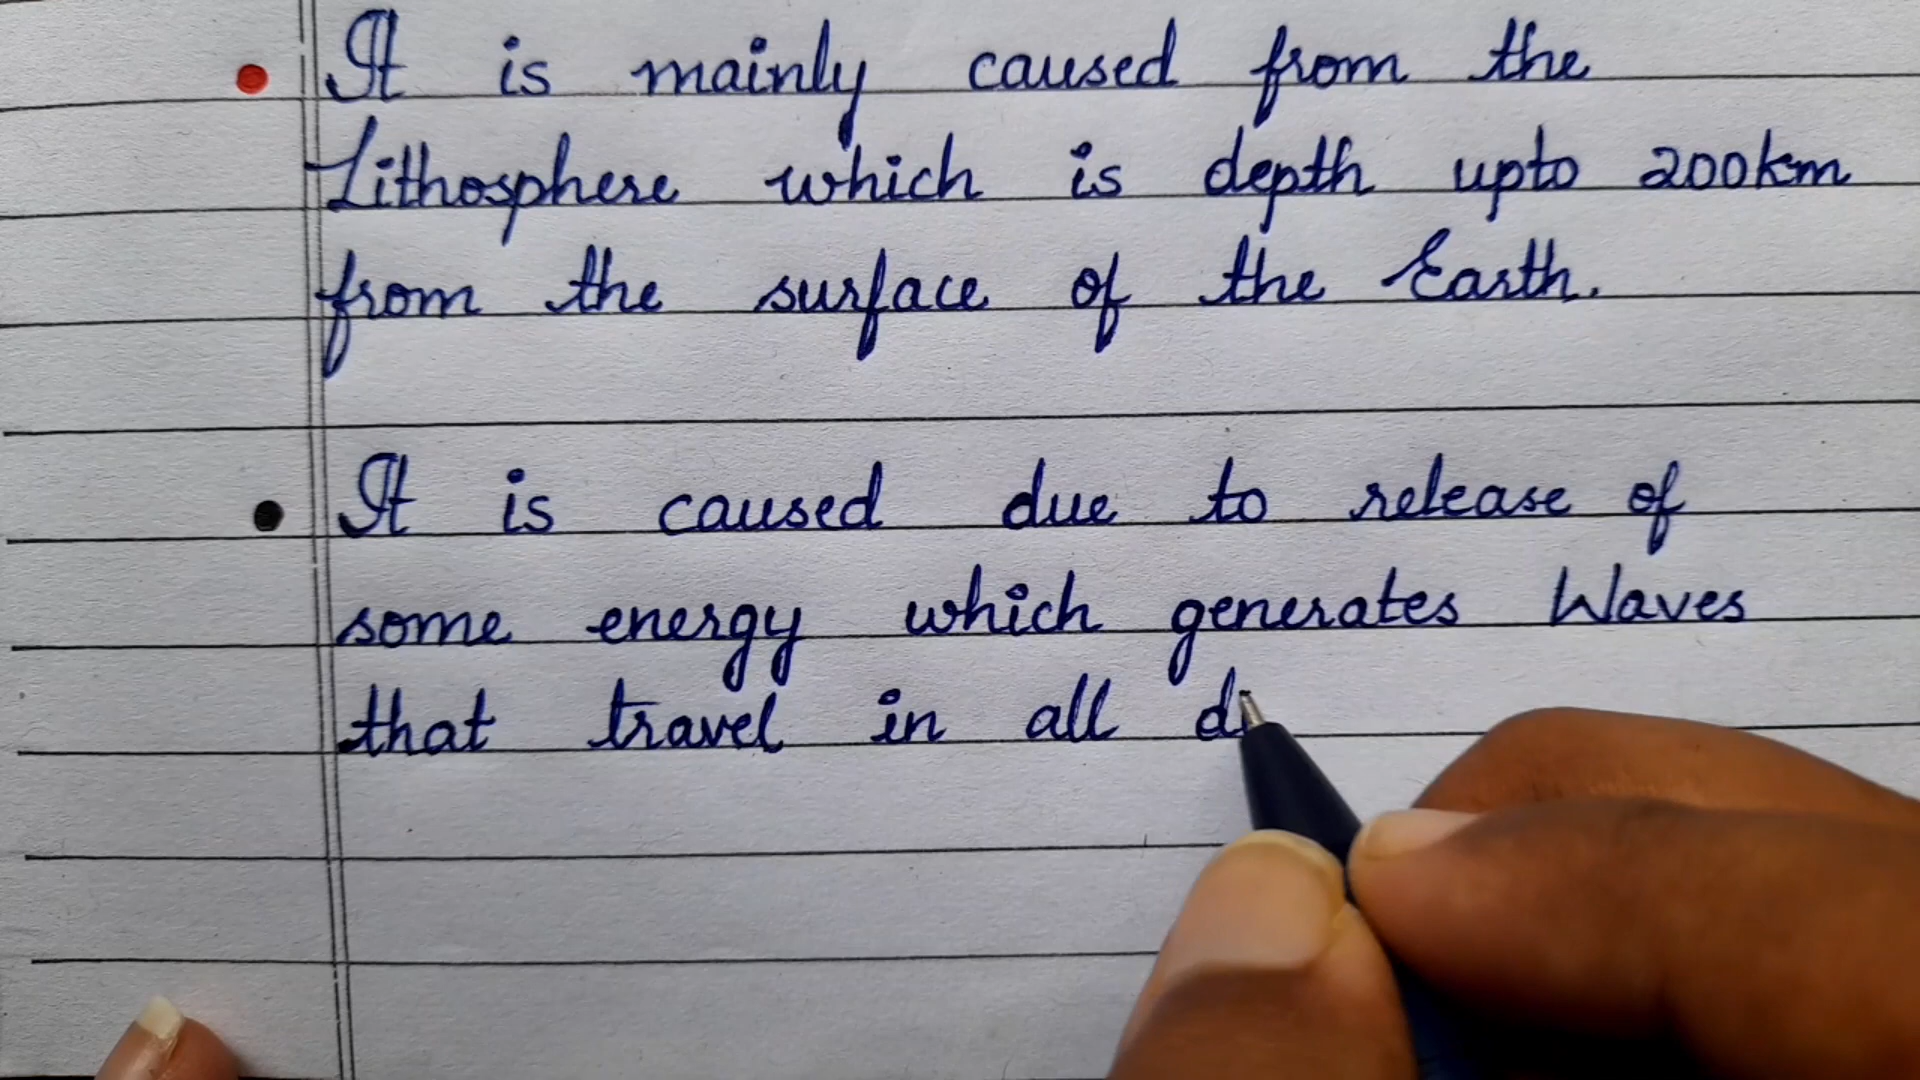 It is mainly caused from the
Lithosphere which is depth upto 200km
from the surface of the Earth.
It is caused due to release of
some energy which generates Waves
that travel in all di